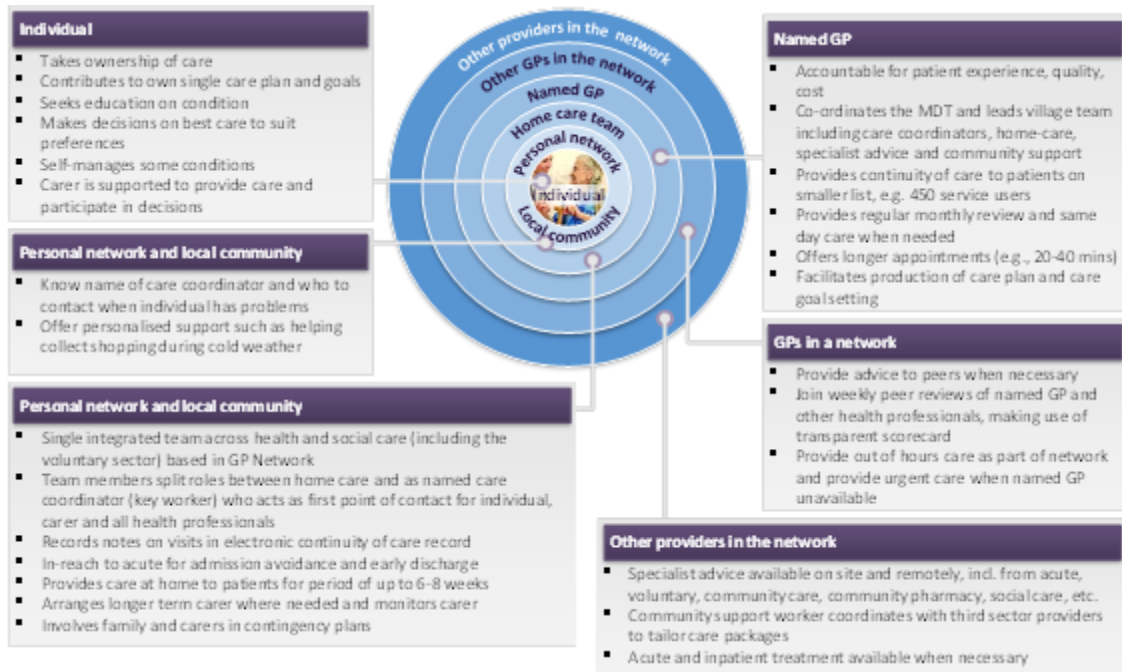 Individual
▪ Takes ownership of care
▪ Contributes to own single care plan and goals
▪ Seeks education on condition
▪ Makes decisions on best care to suit
preferences
▪ Self-manages some conditions
▪ Carer is supported to provide care and
participate in decisions
Personal network and local community
▪ Know name of care coordinator and who to
contact when individual has problems
▪ Offer personalised support such as helping
collect shopping during cold weather
Personal network and local community
▪ Single integrated team across health and social care (including the
voluntary sector) based in GP Network
▪ Team members split roles between home care and as named care
coordinator (key worker) who acts as first point of contact for individual,
carer and all health professionals
▪ Records notes on visits in electronic continuity of care record
▪ In-reach to acute for admission avoidance and early discharge
▪ Provides care at home to patients for period of up to 6-8 weeks
▪ Arranges longer term carer where needed and monitors carer
▪ Involves family and carers in contingency plans
Other providers in the network
Other GPs in the network
Named GP
Home care team
Personal network
Individual
Local community
Named GP
▪ Accountable for patient experience, quality,
cost
▪ Co-ordinates the MDT and leads village team
including care coordinators, home-care,
specialist advice and community support
▪ Provides continuity of care to patients on
smaller list, e.g. 450 service users
▪ Provides regular monthly review and same
day care when needed
▪ Offers longer appointments (e.g., 20-40 mins)
▪ Facilitates production of care plan and care
goal setting
GPs in a network
▪ Provide advice to peers when necessary
▪ Join weekly peer reviews of named GP and
other health professionals, making use of
transparent scorecard
▪ Provide out of hours care as part of network
and provide urgent care when named GP
unavailable
Other providers in the network
▪ Specialist advice available on site and remotely, incl. from acute,
voluntary, community care, community pharmacy, social care, etc.
▪ Community support worker coordinates with third sector providers
to tailor care packages
▪ Acute and inpatient treatment available when necessary